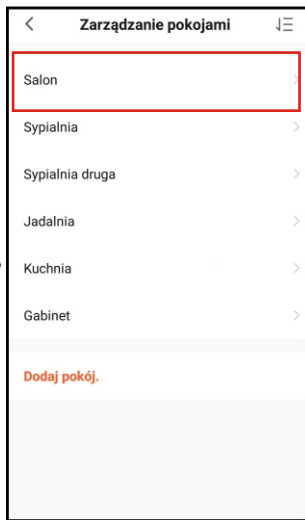 Zarządzanie pokojami
Salon
Sypialnia
Sypialnia druga
Jadalnia
Kuchnia
Gabinet
Dodaj pokój.